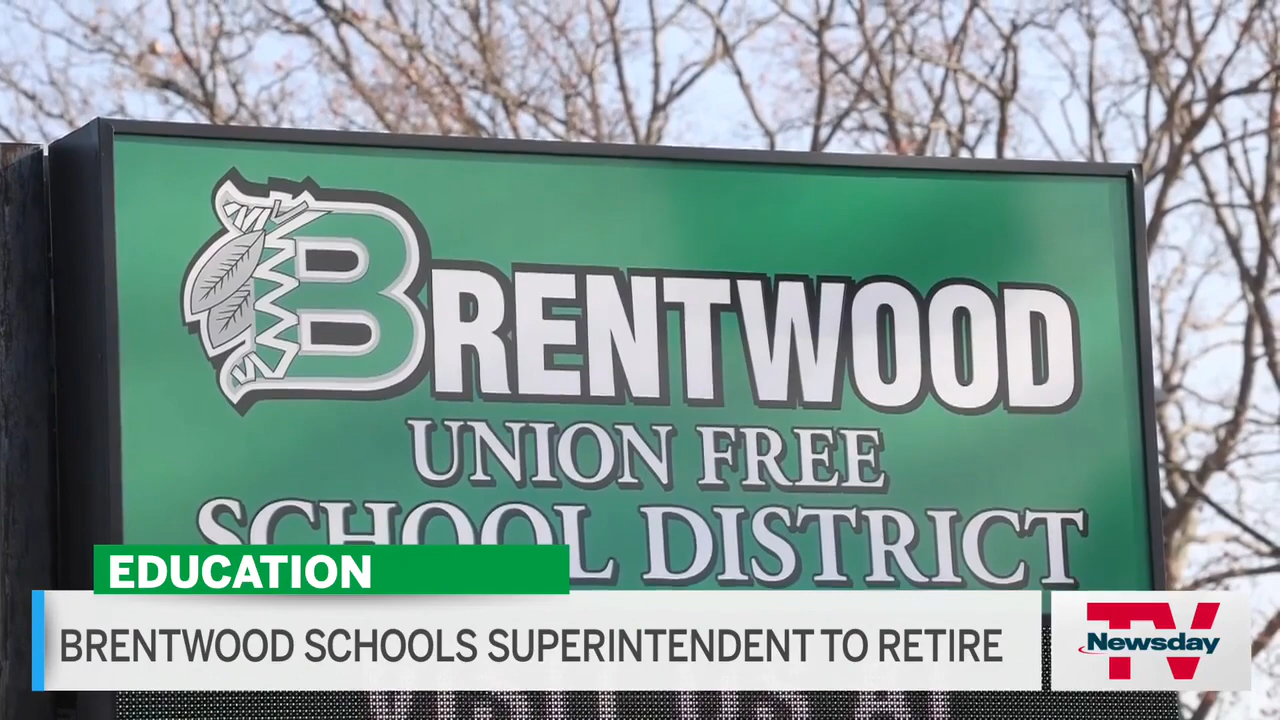 BRENTWOOD
UNION FREE
SCHOOL DISTRICT
EDUCATION
BRENTWOOD SCHOOLS SUPERINTENDENT TO RETIRE
TV
Newsday